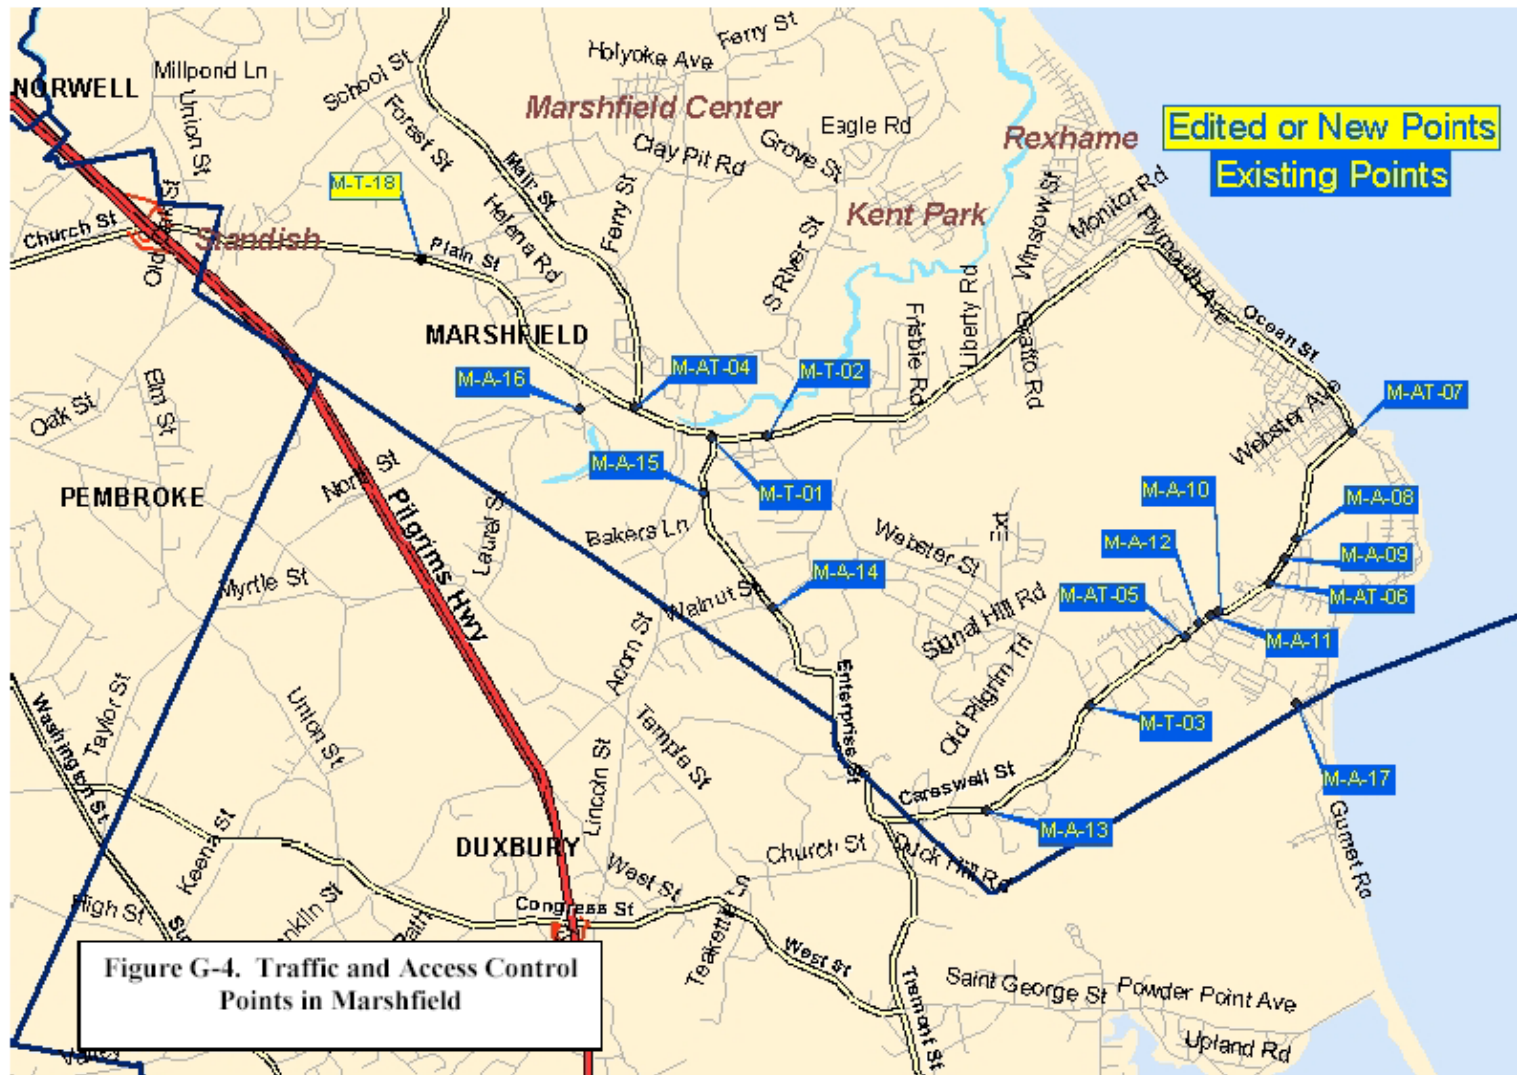 NORWELL
Millpond Ln
Union St
School St
Forest St
Holyoke Ave
Ferry St
Marshfield Center
Clay Pit Rd
Grove St
Eagle Rd
Rexhame
Edited or New Points
Existing Points
M-T-18
Main St
Helena Rd
Ferry St
Kent Park
S River St
Winslow St
Monitor Rd
Plymouth Ave
Ocean St
Church St
Standish
Plain St
MARSHFIELD
Frisbie Rd
Liberty Rd
M-A-16
M-AT-04
M-T-02
M-AT-07
Webster Ave
Elm St
Oak St
PEMBROKE
North St
Pilgrims Hwy
Laurel St
M-A-15
M-T-01
Bakers Ln
Webster St
M-A-10
M-A-08
M-A-12
M-A-09
M-AT-05
M-AT-06
M-A-11
M-A-14
Walnut St
Signal Hill Rd
Myrtle St
Acorn St
Enterprise St
Old Pilgrim Trl
M-T-03
M-A-17
Taylor St
Washington St
Union St
Temple St
Lincoln St
Careswell St
M-A-13
Gurnet Rd
Keena St
DUXBURY
Church St
Duck Hill Rd
West St
High St
Congress St
Path
West St
Tremont St
Saint George St
Powder Point Ave
Upland Rd
Figure G-4. Traffic and Access Control
Points in Marshfield